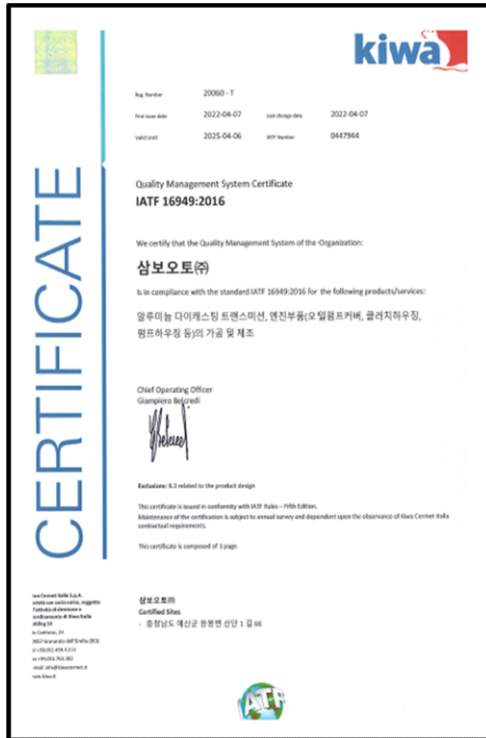 kiwa
Reg. Number 20060 - T
First issue date 2022-04-07 Last change date 2022-04-07
Valid until 2025-04-06 IATF Number 0447944
CERTIFICATE
Quality Management System Certificate
IATF 16949:2016
We certify that the Quality Management System of the Organization:
삼보오토㈜
Is in compliance with the standard IATF 16949:2016 for the following products/services:
알루미늄 다이캐스팅 트랜스미션, 엔진부품(오일펌프커버, 클러치하우징,
펌프하우징 등)의 가공 및 제조
Chief Operating Officer
Giampiero Belcredi
Exclusions: 8.3 related to the product design
This certificate is issued in conformity with IATF Rules – Fifth Edition.
Maintenance of the certification is subject to annual survey and dependent upon the observance of Kiwa Cermet Italia
contractual requirements.
This certificate is composed of 1 page.
Kiwa Cermet Italia S.p.A.
삼보오토㈜
Certified Sites
- 충청남도 예산군 응봉면 산단 1 길 66
IATF